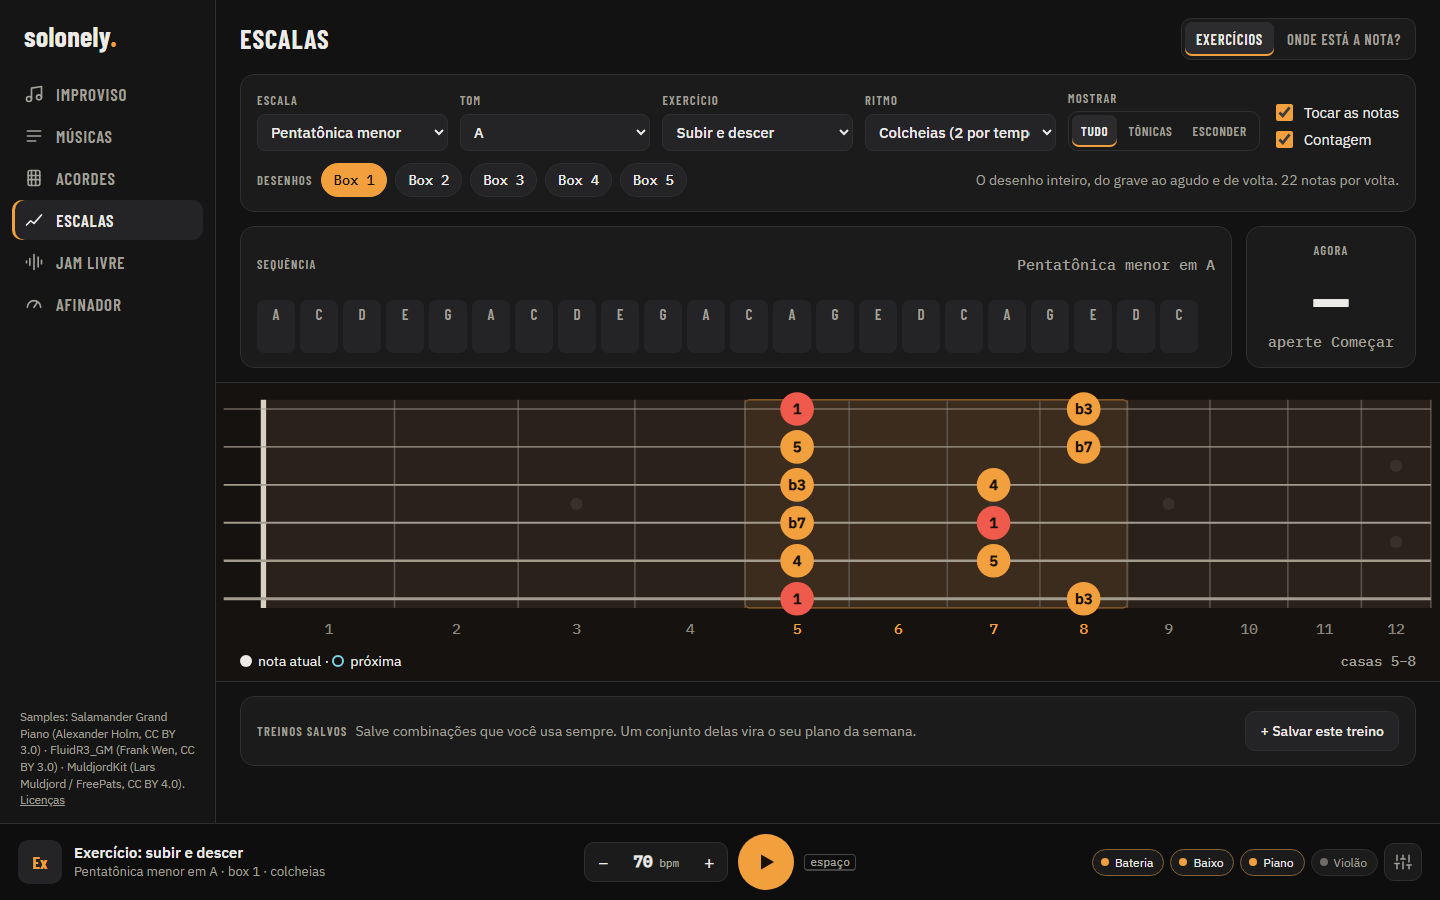 solonely.
IMPROVISO
MÚSICAS
ACORDES
ESCALAS
JAM LIVRE
AFINADOR
Samples: Salamander Grand
Piano (Alexander Holm, CC BY
3.0) · FluidR3_GM (Frank Wen, CC
BY 3.0) · MuldjordKit (Lars
Muldjord / FreePats, CC BY 4.0).
Licenças
ESCALAS
EXERCÍCIOS ONDE ESTÁ A NOTA?
ESCALA TOM EXERCÍCIO RITMO MOSTRAR
Pentatônica menor A Subir e descer Colcheias (2 por temp TUDO TÔNICAS ESCONDER
Tocar as notas
Contagem
DESENHOS Box 1 Box 2 Box 3 Box 4 Box 5 O desenho inteiro, do grave ao agudo e de volta. 22 notas por volta.
SEQUÊNCIA Pentatônica menor em A
A C D E G A C D E G A C A G E D C A G E D C
AGORA
—
aperte Começar
1 b3
5 b7
b3 4
b7 1
4 5
1 b3
1 2 3 4 5 6 7 8 9 10 11 12
nota atual · próxima casas 5–8
TREINOS SALVOS Salve combinações que você usa sempre. Um conjunto delas vira o seu plano da semana. + Salvar este treino
Ex
Exercício: subir e descer
Pentatônica menor em A · box 1 · colcheias
− 70 bpm + espaço
Bateria Baixo Piano Violão